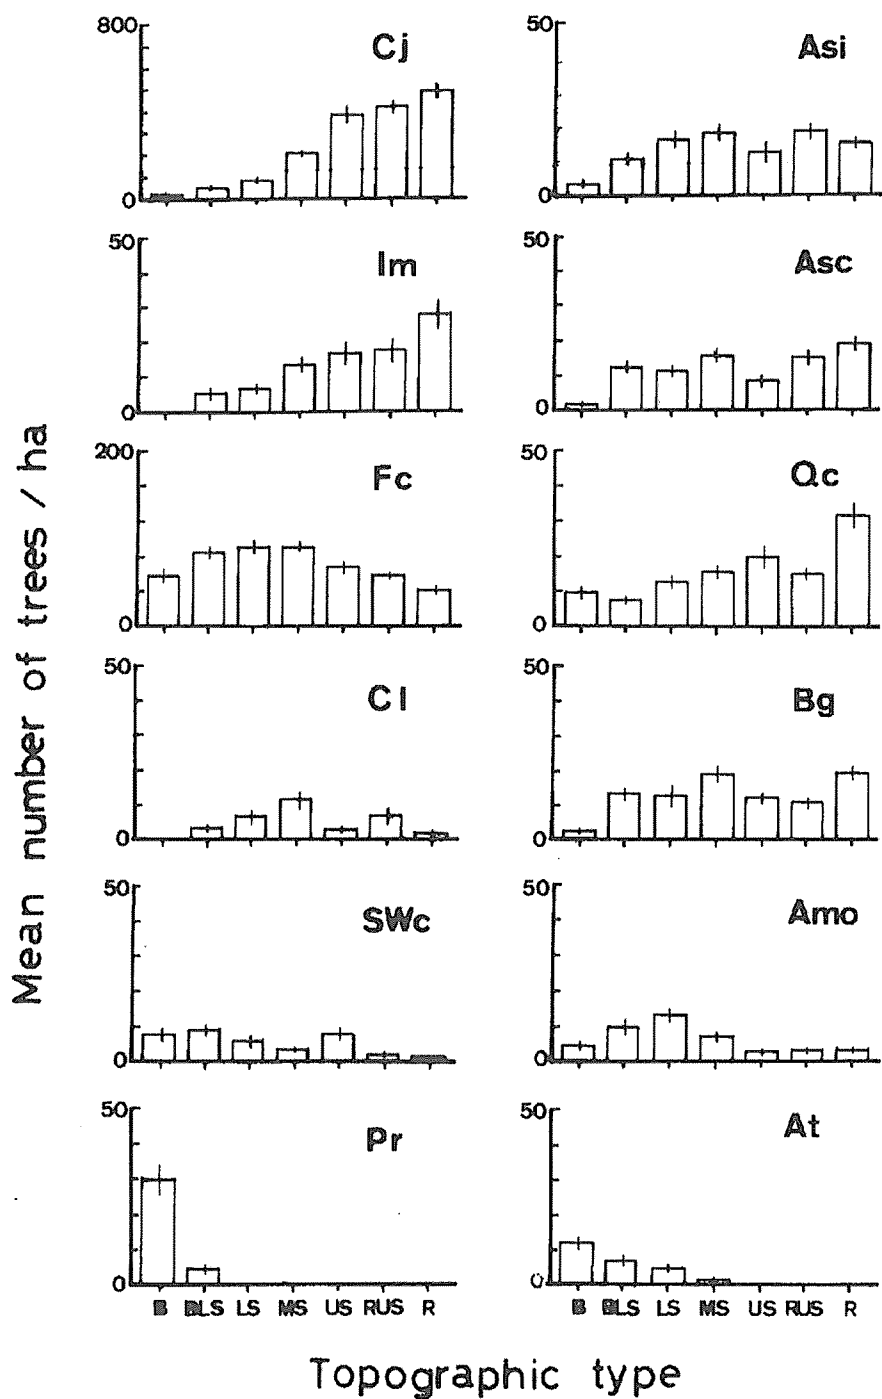 Mean number of trees / ha
800
0
Cj
50
0
Asi
50
0
Im
50
0
Asc
200
0
Fc
50
0
Qc
50
0
Cl
50
0
Bg
50
0
SWc
50
0
Amo
50
0
Pr
50
0
At
B BLS LS MS US RUS R
B BLS LS MS US RUS R
Topographic type